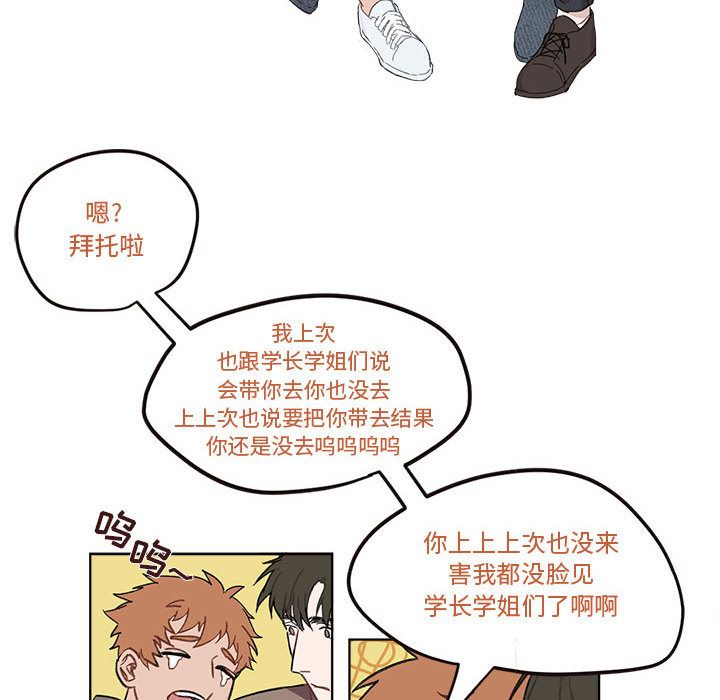 嗯?
拜托啦
我上次
也跟学长学姐们说
会带你去你也没去
上上次也说要把你带去结果
你还是没去呜呜呜呜
呜
呜~
你上上上次也没来
害我都没脸见
学长学姐们了啊啊